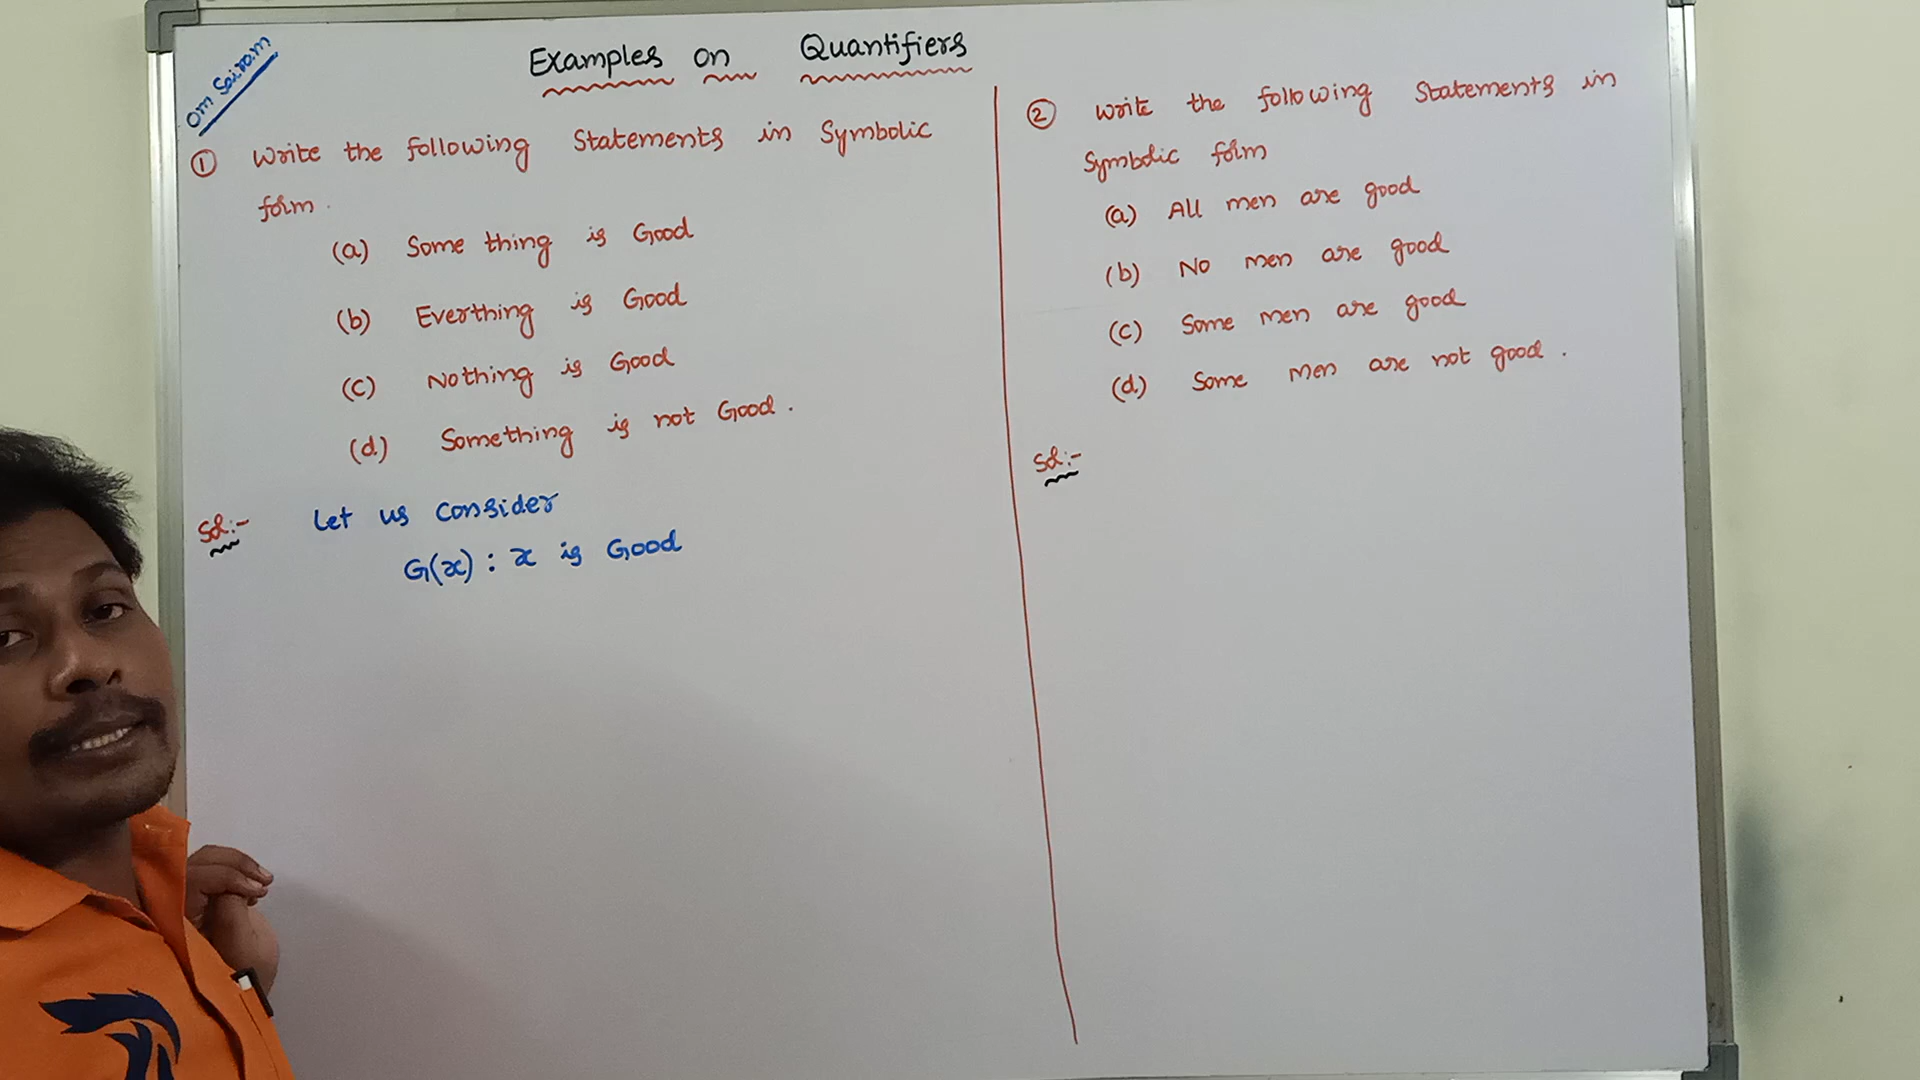 Om Sairam
Examples on Quantifiers
① Write the following Statements in Symbolic
form.
(a) Some thing is Good
(b) Everthing is Good
(c) Nothing is Good
(d) Something is not Good.
Sol:- Let us consider
G(x) : x is Good
② Write the following Statements in
Symbolic form
(a) All men are good
(b) No men are good
(c) Some men are good
(d) Some men are not good.
Sol:-